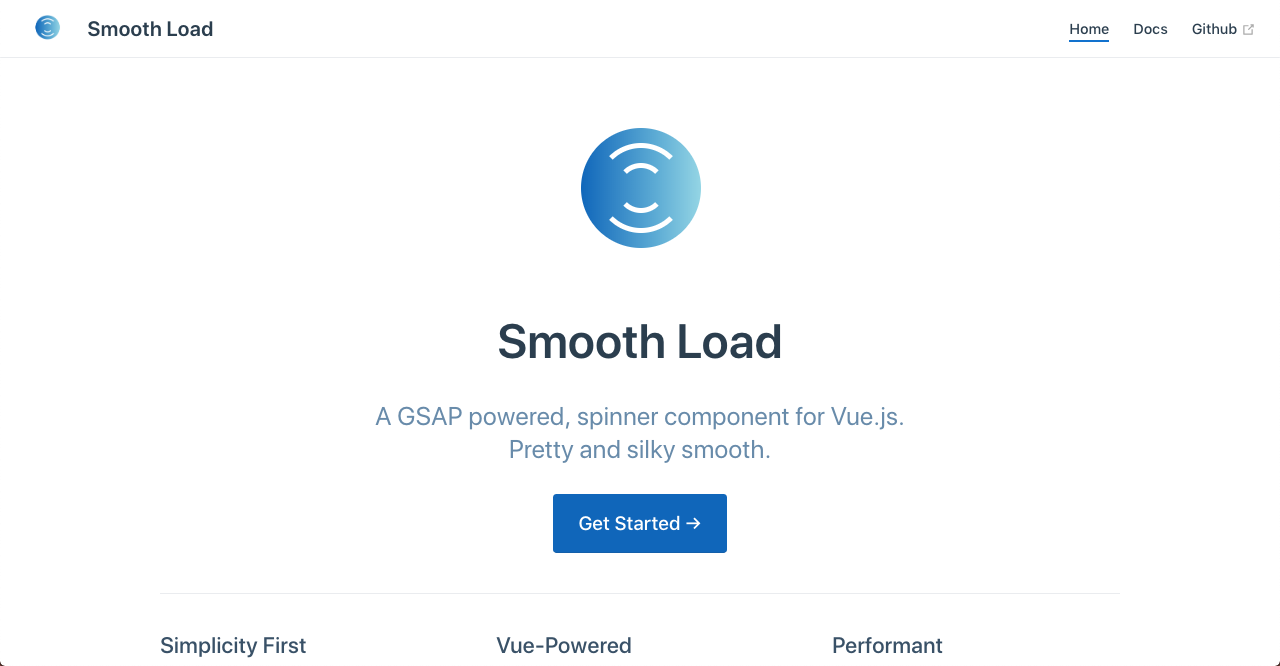 Smooth Load
Home Docs Github
Smooth Load
A GSAP powered, spinner component for Vue.js.
Pretty and silky smooth.
Get Started →
Simplicity First
Vue-Powered
Performant